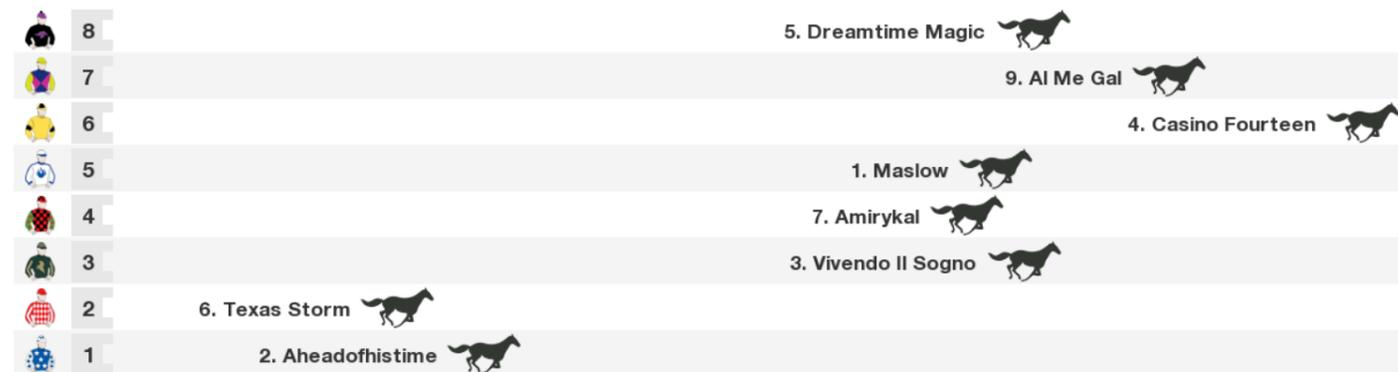 8 5. Dreamtime Magic
7 9. Al Me Gal
6 4. Casino Fourteen
5 1. Maslow
4 7. Amirykal
3 3. Vivendo Il Sogno
2 6. Texas Storm
1 2. Aheadofhistime